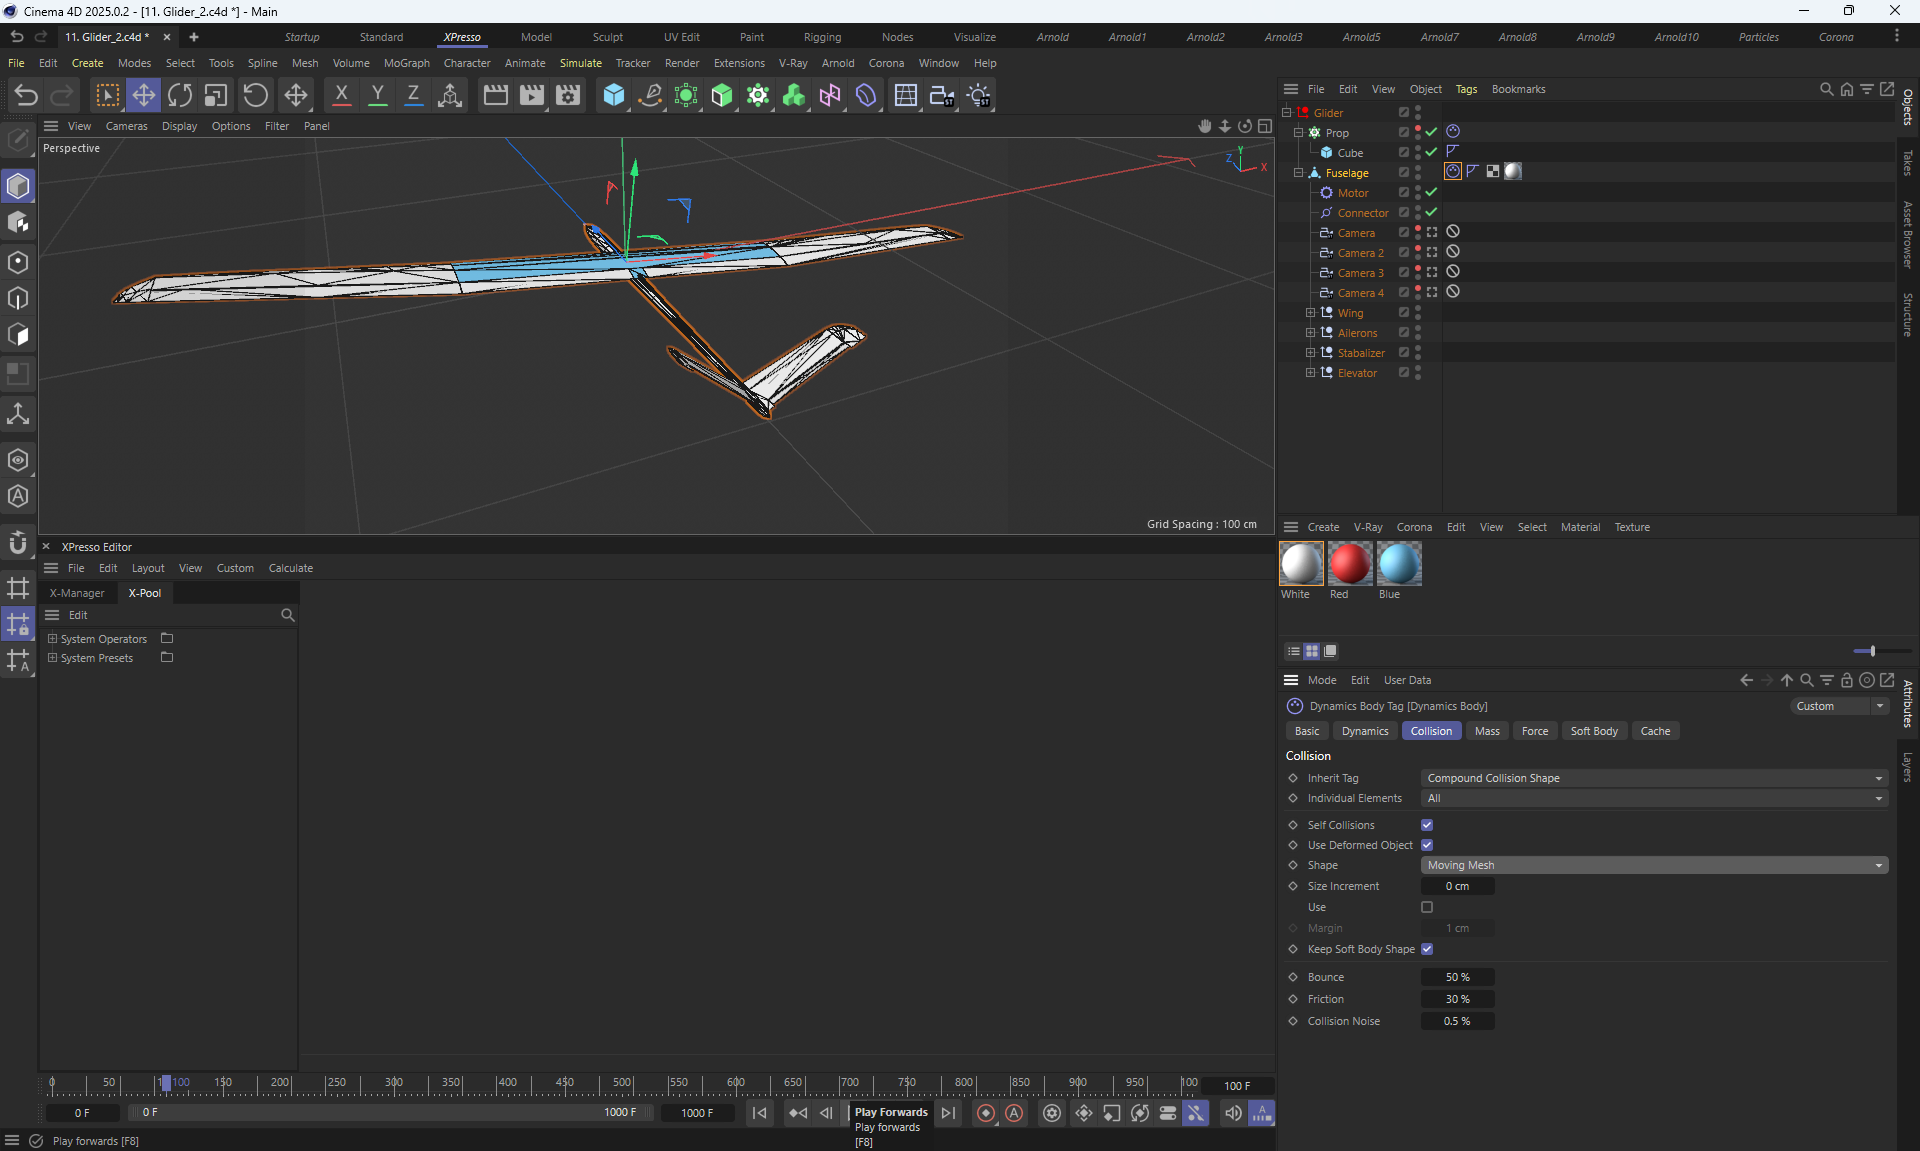 Cinema 4D 2025.0.2 - [11. Glider_2.c4d *] - Main
11. Glider_2.c4d *
Startup Standard XPresso Model Sculpt UV Edit Paint Rigging Nodes Visualize Arnold Arnold1 Arnold2 Arnold3 Arnold5 Arnold7 Arnold8 Arnold9 Arnold10 Particles Corona
File Edit Create Modes Select Tools Spline Mesh Volume MoGraph Character Animate Simulate Tracker Render Extensions V-Ray Arnold Corona Window Help
X Y Z
ST ST
View Cameras Display Options Filter Panel
Perspective
Y
Z
X
Grid Spacing : 100 cm
XPresso Editor
File Edit Layout View Custom Calculate
X-Manager X-Pool
Edit
System Operators
System Presets
0 50 100 150 200 250 300 350 400 450 500 550 600 650 700 750 800 850 900 950 100
100 F
0 F
0 F
1000 F
1000 F
Play Forwards
Play forwards
[F8]
Play forwards [F8]
File Edit View Object Tags Bookmarks
Glider
Prop
Cube
Fuselage
Motor
Connector
Camera
Camera 2
Camera 3
Camera 4
Wing
Ailerons
Stabalizer
Elevator
Objects
Takes
Asset Browser
Structure
Create V-Ray Corona Edit View Select Material Texture
White Red Blue
Mode Edit User Data
Dynamics Body Tag [Dynamics Body]
Custom
Basic Dynamics Collision Mass Force Soft Body Cache
Collision
Inherit Tag Compound Collision Shape
Individual Elements All
Self Collisions
Use Deformed Object
Shape Moving Mesh
Size Increment 0 cm
Use
Margin 1 cm
Keep Soft Body Shape
Bounce 50 %
Friction 30 %
Collision Noise 0.5 %
Attributes
Layers